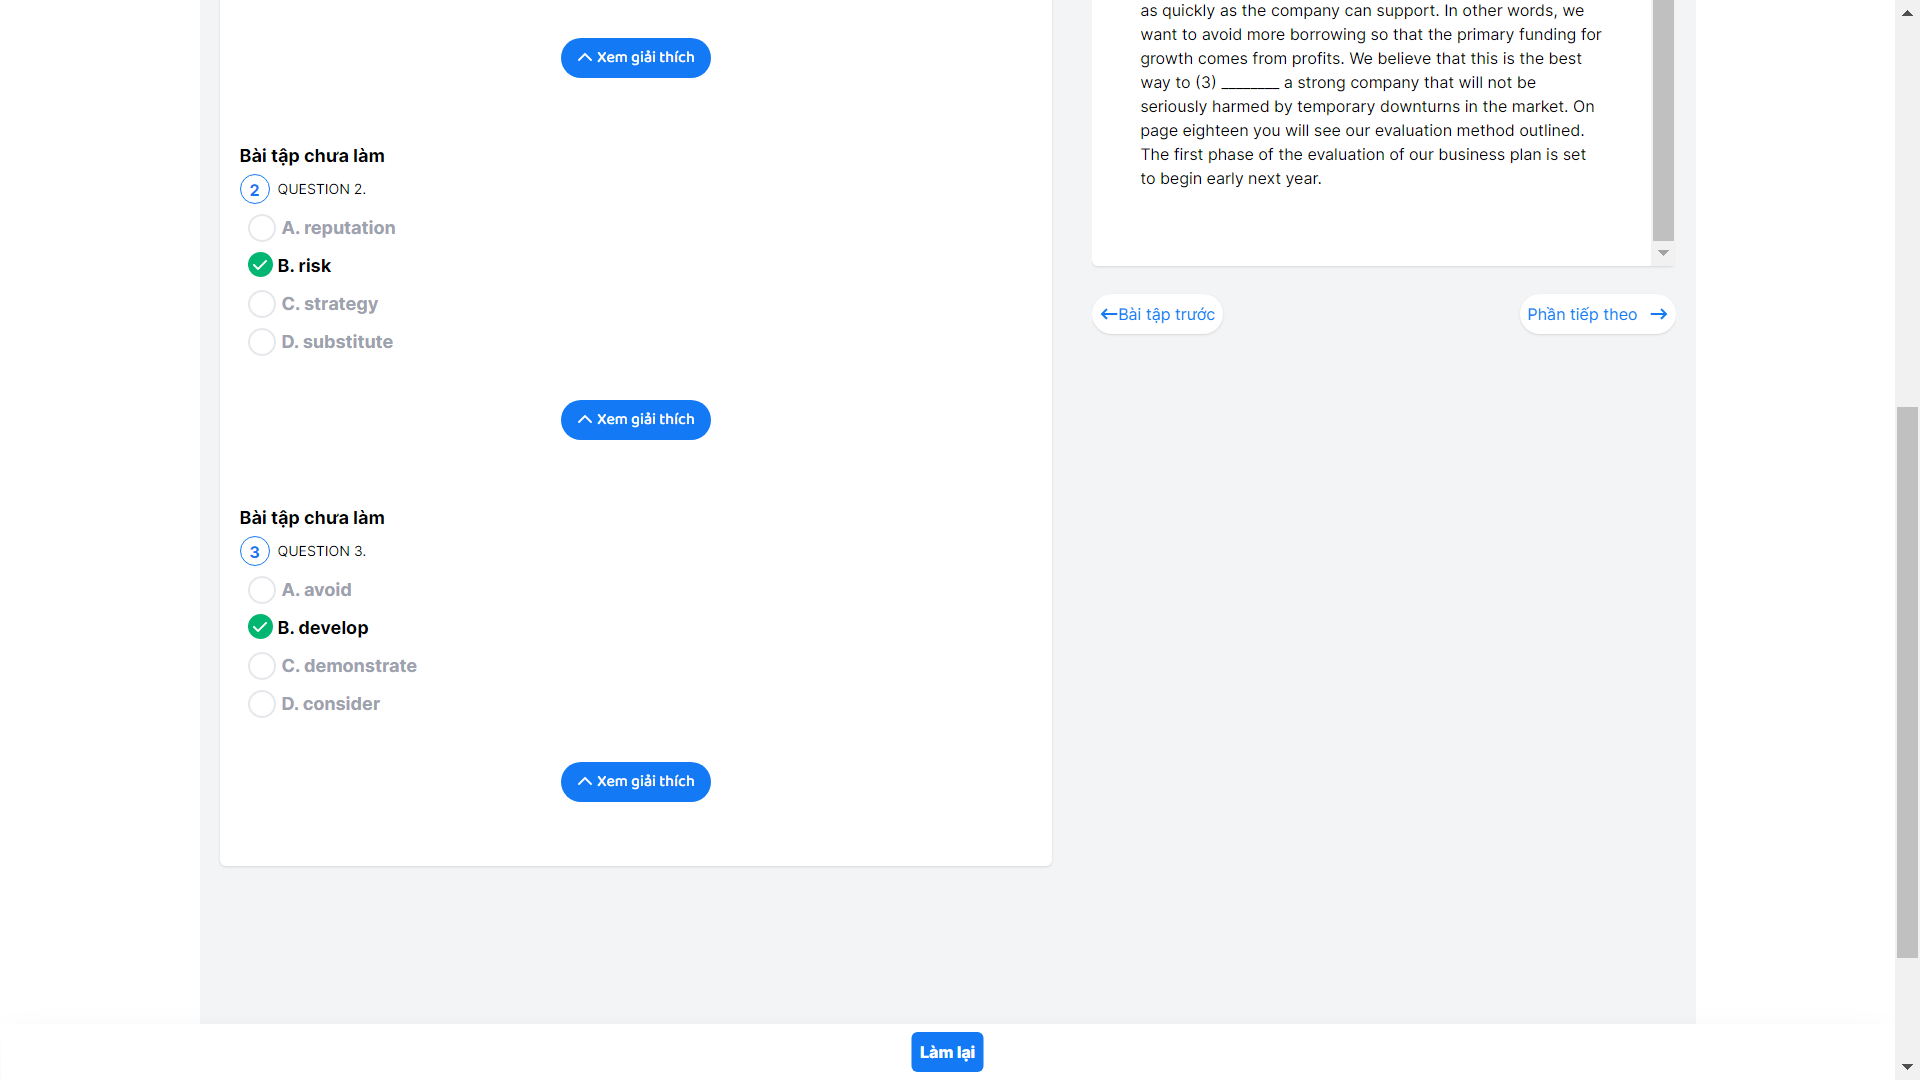 Xem giải thích
Bài tập chưa làm
2 QUESTION 2.
A. reputation
B. risk
C. strategy
D. substitute
Xem giải thích
Bài tập chưa làm
3 QUESTION 3.
A. avoid
B. develop
C. demonstrate
D. consider
Xem giải thích
as quickly as the company can support. In other words, we
want to avoid more borrowing so that the primary funding for
growth comes from profits. We believe that this is the best
way to (3) ________ a strong company that will not be
seriously harmed by temporary downturns in the market. On
page eighteen you will see our evaluation method outlined.
The first phase of the evaluation of our business plan is set
to begin early next year.
Bài tập trước
Phần tiếp theo
Làm lại